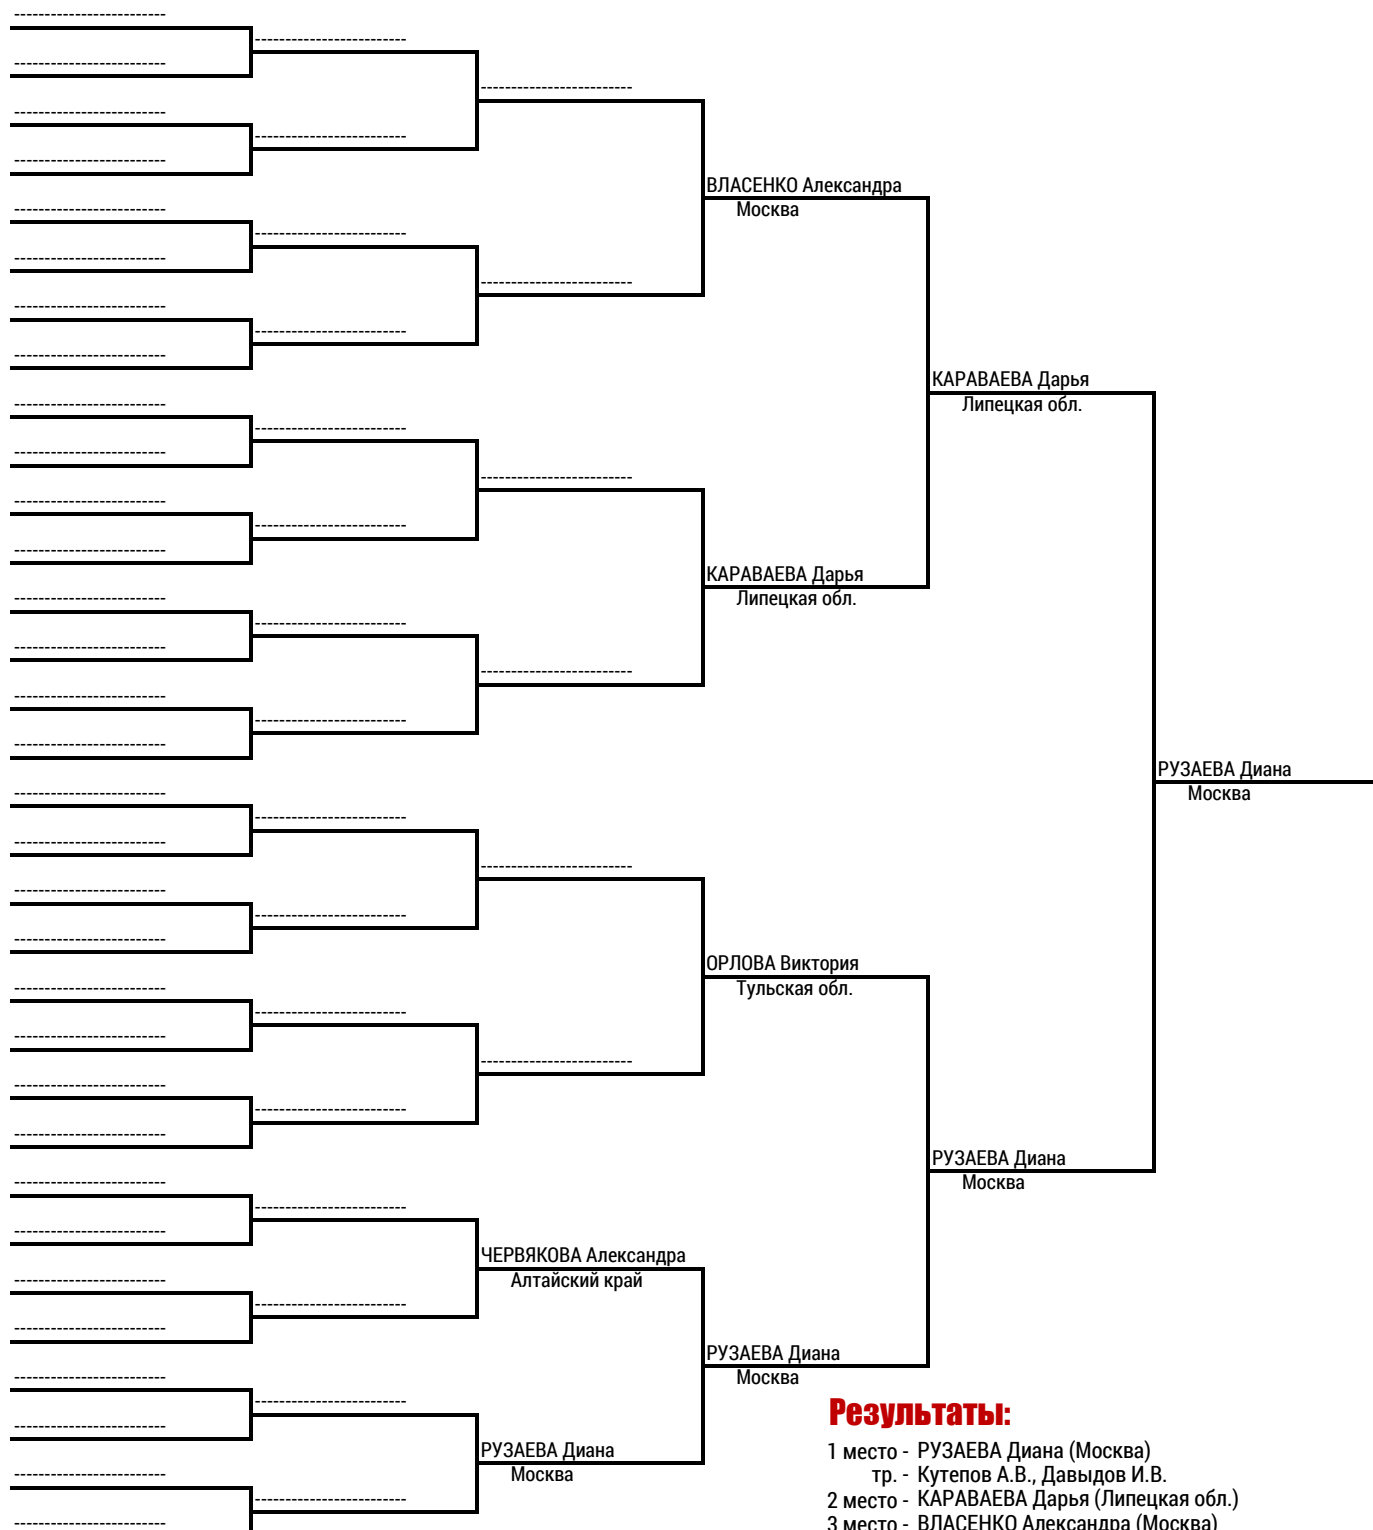 ВЛАСЕНКО Александра
Москва
КАРАВАЕВА Дарья
Липецкая обл.
КАРАВАЕВА Дарья
Липецкая обл.
РУЗАЕВА Диана
Москва
ОРЛОВА Виктория
Тульская обл.
РУЗАЕВА Диана
Москва
ЧЕРВЯКОВА Александра
Алтайский край
РУЗАЕВА Диана
Москва
РУЗАЕВА Диана
Москва
Результаты:
1 место - РУЗАЕВА Диана (Москва)
тр. - Кутепов А.В., Давыдов И.В.
2 место - КАРАВАЕВА Дарья (Липецкая обл.)
3 место - ВЛАСЕНКО Александра (Москва)